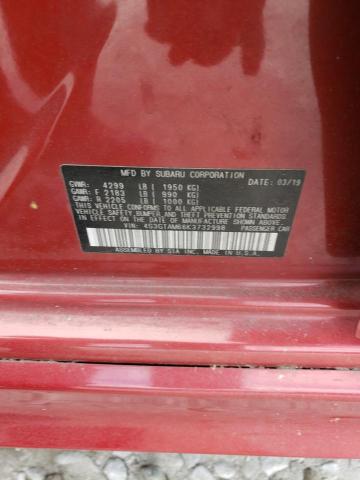 MFD BY SUBARU CORPORATION
DATE: 03/19
GVWR: 4299 LB ( 1950 KG)
GAWR: F 2183 LB ( 990 KG)
GAWR: R 2205 LB ( 1000 KG)
THIS VEHICLE CONFORMS TO ALL APPLICABLE FEDERAL MOTOR
VEHICLE SAFETY, BUMPER, AND THEFT PREVENTION STANDARDS
IN EFFECT ON THE DATE OF MANUFACTURE SHOWN ABOVE.
VIN: 4S3GTAM66K3732998
PASSENGER CAR
ASSEMBLED BY SIA INC. MADE IN U.S.A.